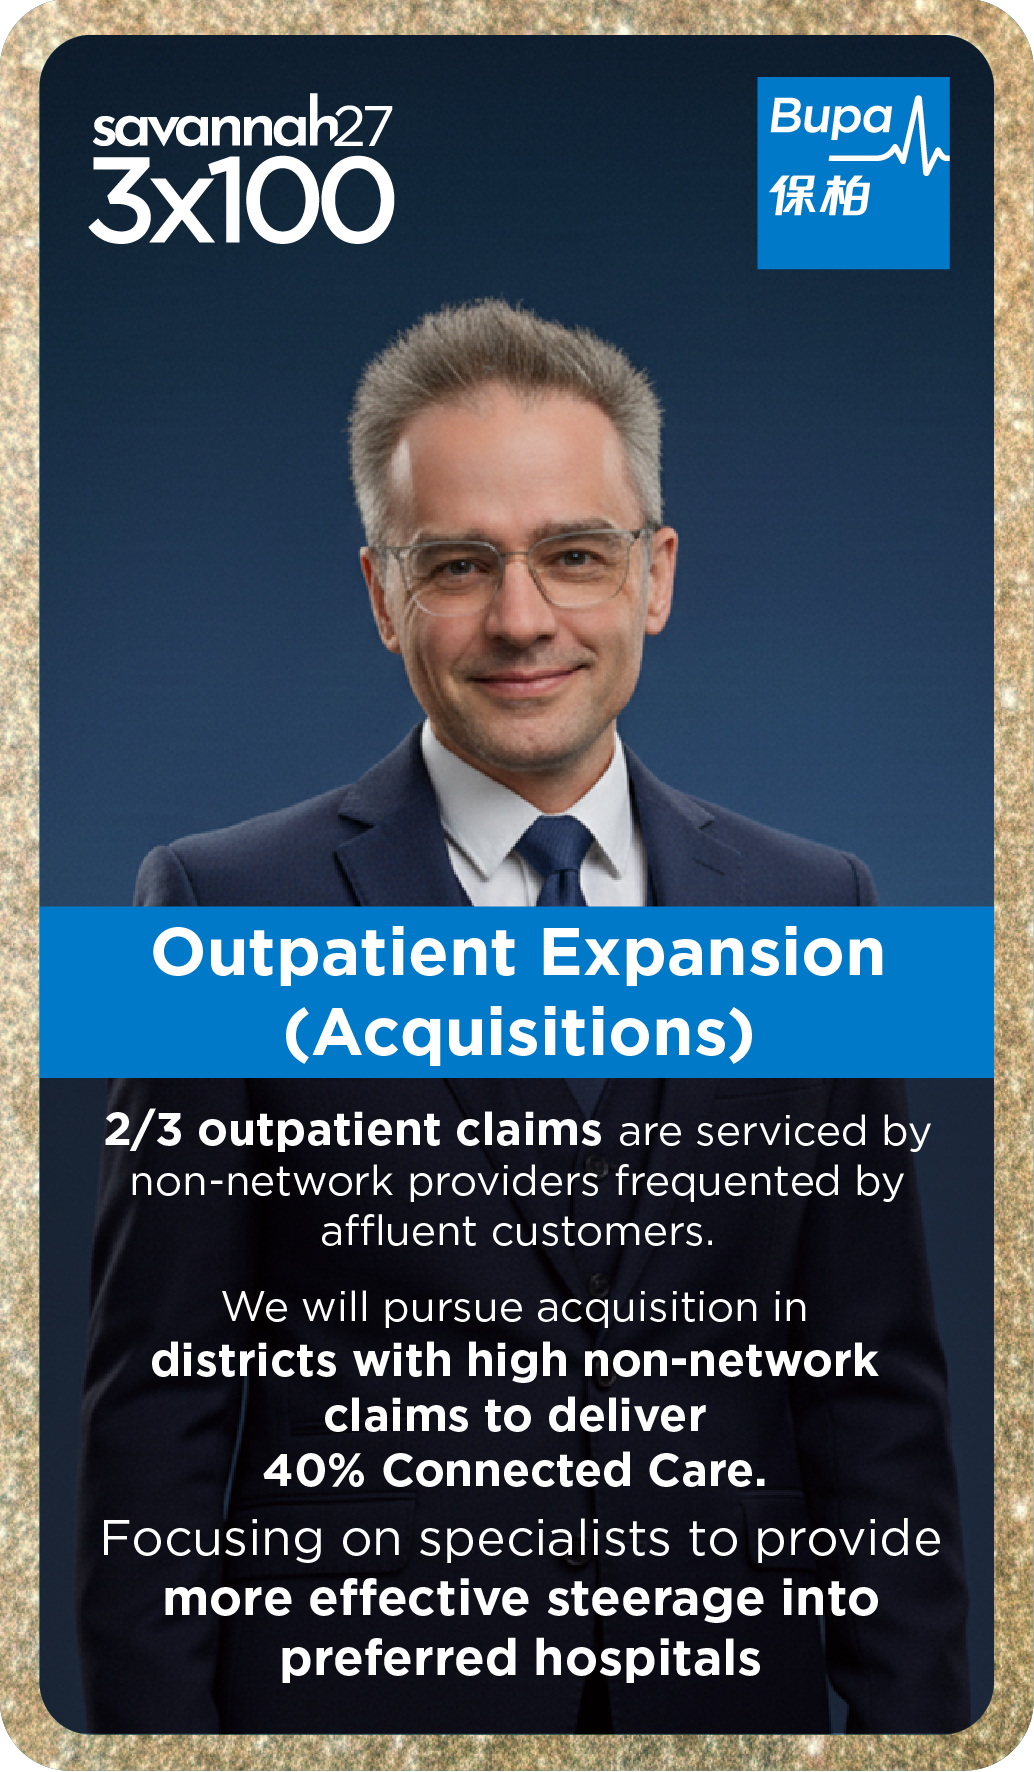 savannah27
3x100
Bupa
保柏
Outpatient Expansion
(Acquisitions)
2/3 outpatient claims are serviced by
non-network providers frequented by
affluent customers.
We will pursue acquisition in
districts with high non-network
claims to deliver
40% Connected Care.
Focusing on specialists to provide
more effective steerage into
preferred hospitals